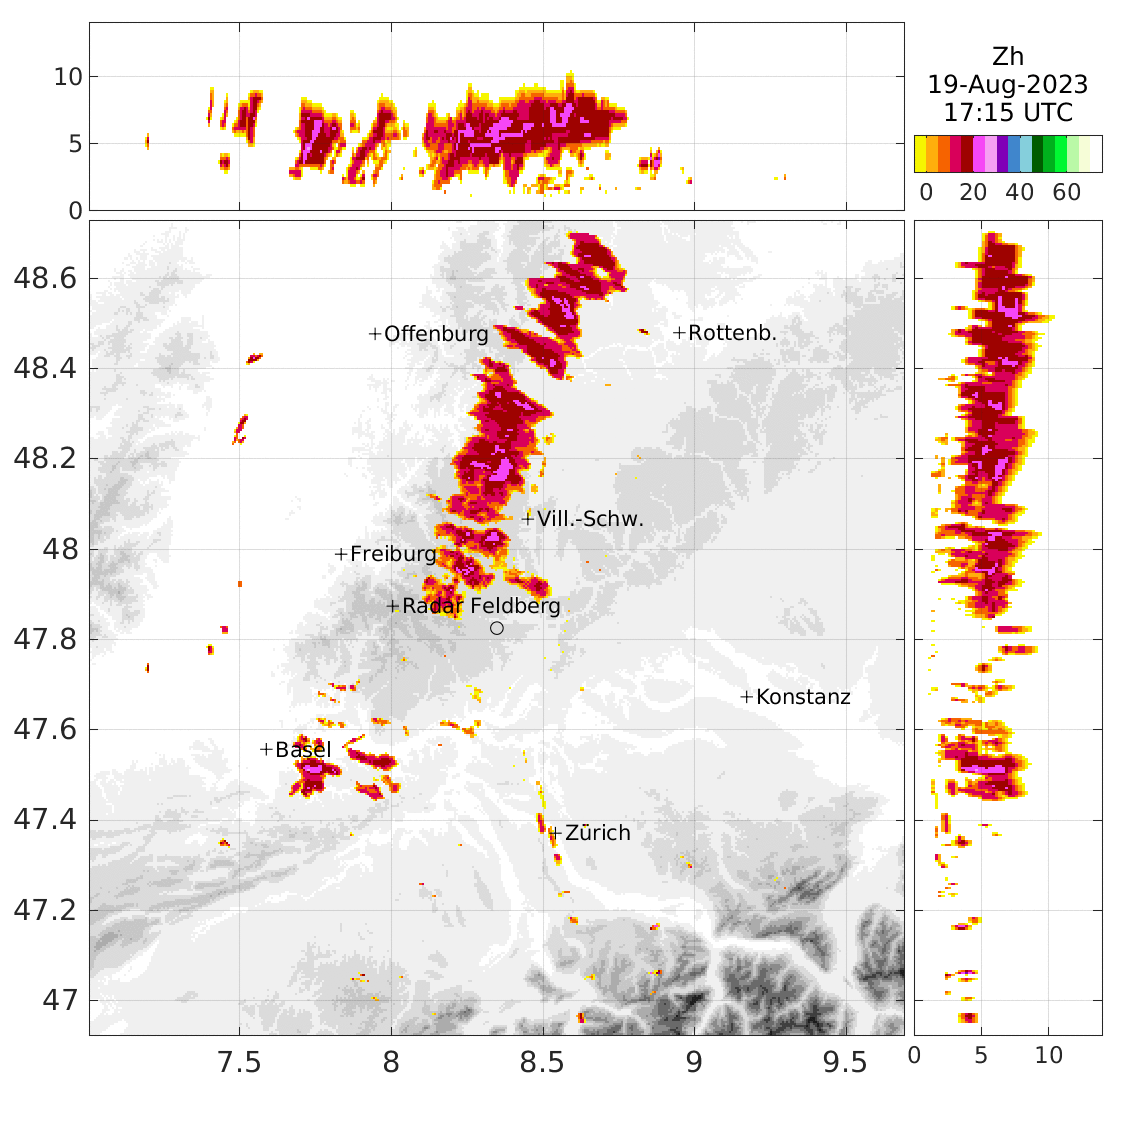 10
5
0
Zh
19-Aug-2023
17:15 UTC
0 20 40 60
48.6
48.4
48.2
48
47.8
47.6
47.4
47.2
47
+Offenburg
+Rottenb.
+Vill.-Schw.
+Freiburg
+Radar Feldberg
+Konstanz
+Basel
+Zürich
7.5 8 8.5 9 9.5
0 5 10